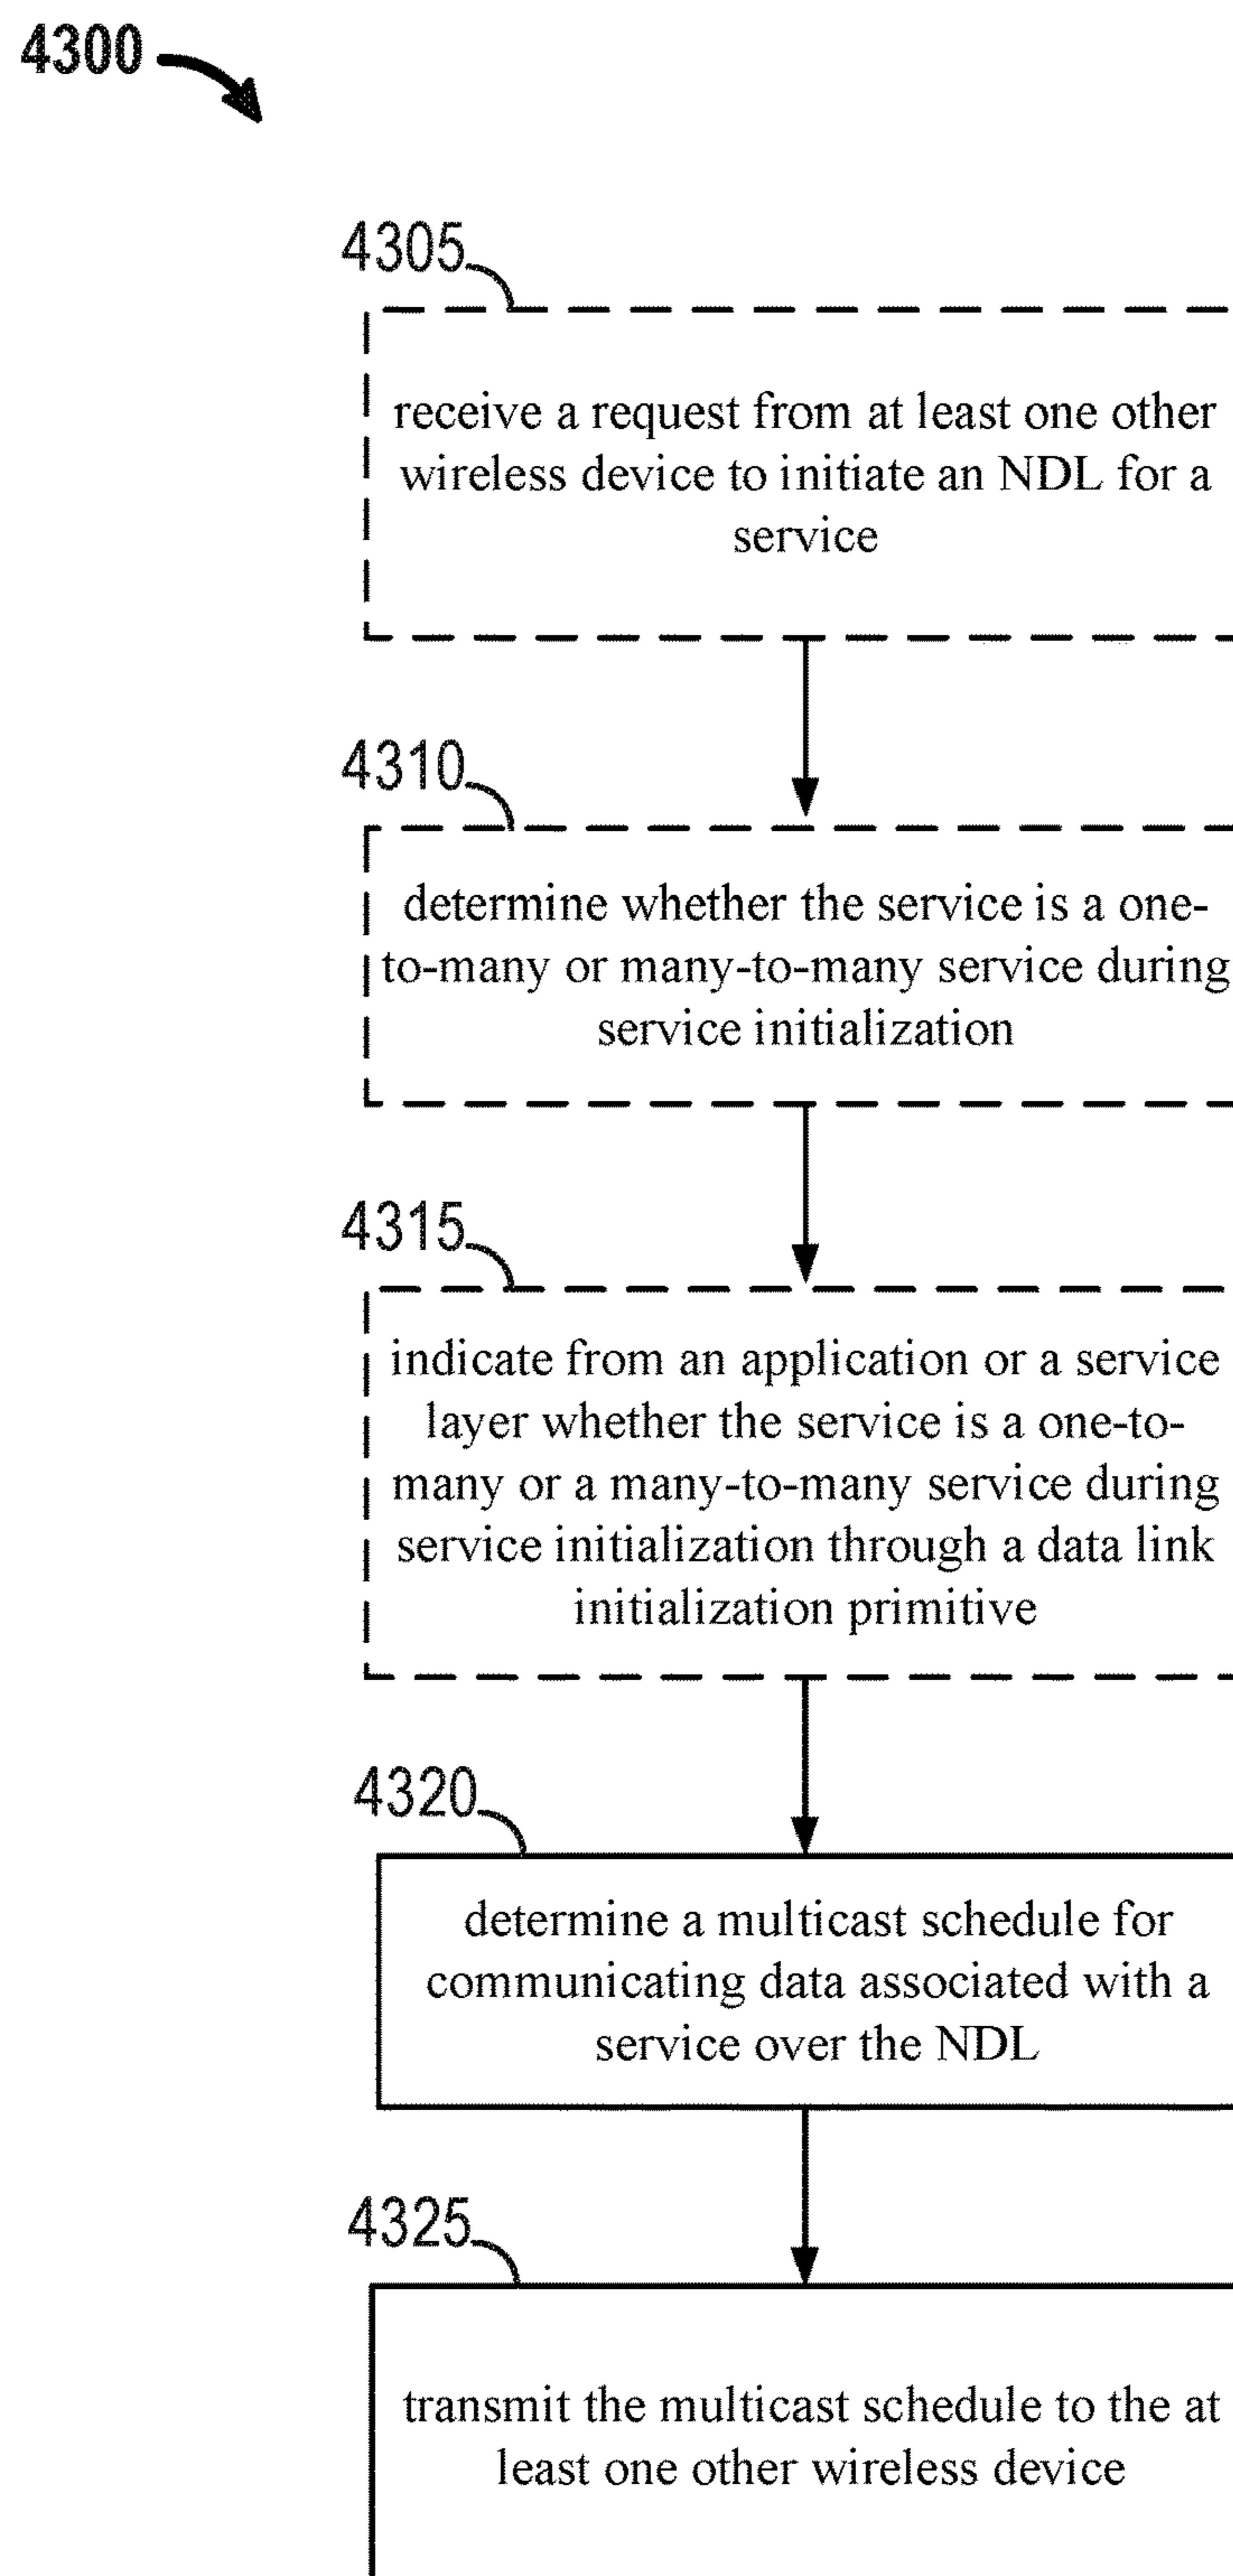 4300
4305
receive a request from at least one other
wireless device to initiate an NDL for a
service
4310
determine whether the service is a one-
to-many or many-to-many service during
service initialization
4315
indicate from an application or a service
layer whether the service is a one-to-
many or a many-to-many service during
service initialization through a data link
initialization primitive
4320
determine a multicast schedule for
communicating data associated with a
service over the NDL
4325
transmit the multicast schedule to the at
least one other wireless device